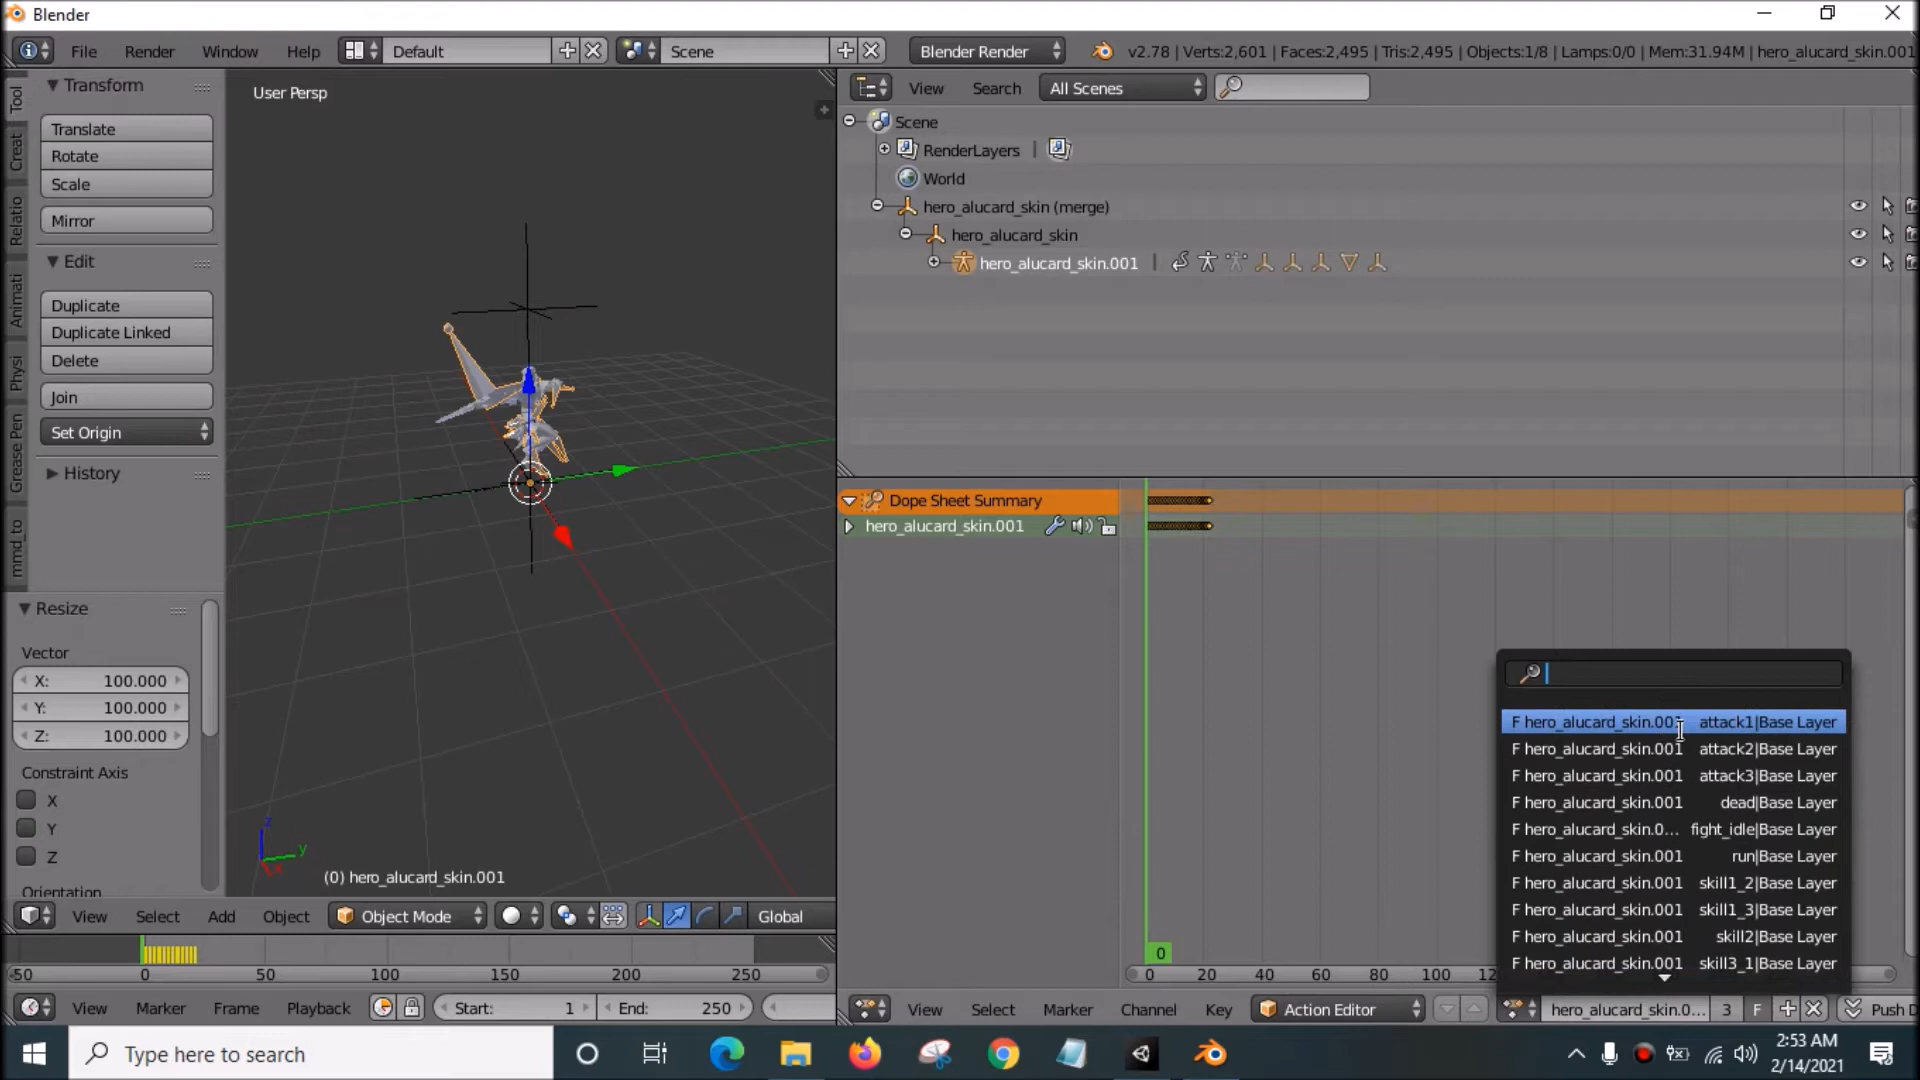 Blender
File Render Window Help Default Scene Blender Render v2.78 | Verts:2,601 | Faces:2,495 | Tris:2,495 | Objects:1/8 | Lamps:0/0 | Mem:31.94M | hero_alucard_skin.001
Tool
Creat
Relatio
Animati
Physi
Grease Pen
mmd_to
Transform
Translate
Rotate
Scale
Mirror
Edit
Duplicate
Duplicate Linked
Delete
Join
Set Origin
History
Resize
Vector
X: 100.000
Y: 100.000
Z: 100.000
Constraint Axis
X
Y
Z
Orientation
User Persp
z
y
(0) hero_alucard_skin.001
View Select Add Object Object Mode Global
-50 0 50 100 150 200 250
View Marker Frame Playback Start: 1 End: 250
View Search All Scenes
Scene
RenderLayers |
World
hero_alucard_skin (merge)
hero_alucard_skin
hero_alucard_skin.001 |
Dope Sheet Summary
hero_alucard_skin.001
F hero_alucard_skin.001 attack1|Base Layer
F hero_alucard_skin.001 attack2|Base Layer
F hero_alucard_skin.001 attack3|Base Layer
F hero_alucard_skin.001 dead|Base Layer
F hero_alucard_skin.0... fight_idle|Base Layer
F hero_alucard_skin.001 run|Base Layer
F hero_alucard_skin.001 skill1_2|Base Layer
F hero_alucard_skin.001 skill1_3|Base Layer
F hero_alucard_skin.001 skill2|Base Layer
F hero_alucard_skin.001 skill3_1|Base Layer
0
0 20 40 60 80 100 12
View Select Marker Channel Key Action Editor hero_alucard_skin.0... 3 F Push D
Type here to search
2:53 AM
2/14/2021